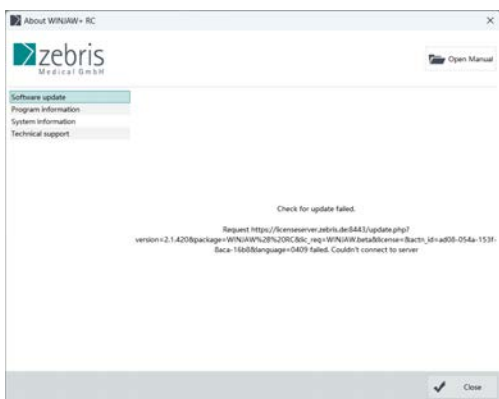 About WINJAW+ RC
zebris
Medical GmbH
Open Manual
Software update
Program information
System information
Technical support
Check for update failed.
Request https://licenseserver.zebris.de:8443/update.php?
version=2.1.420&package=WINJAW%2B%20RC&lic_req=WINJAW.beta&license=&actn_id=ad08-054a-153f-
8aca-16b8&language=0409 failed. Couldn't connect to server
Close